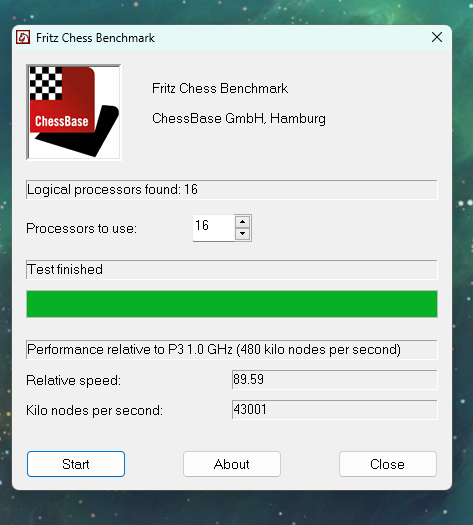 Fritz Chess Benchmark
Fritz Chess Benchmark
ChessBase GmbH, Hamburg
ChessBase
Logical processors found: 16
Processors to use: 16
Test finished
Performance relative to P3 1.0 GHz (480 kilo nodes per second)
Relative speed: 89.59
Kilo nodes per second: 43001
Start About Close